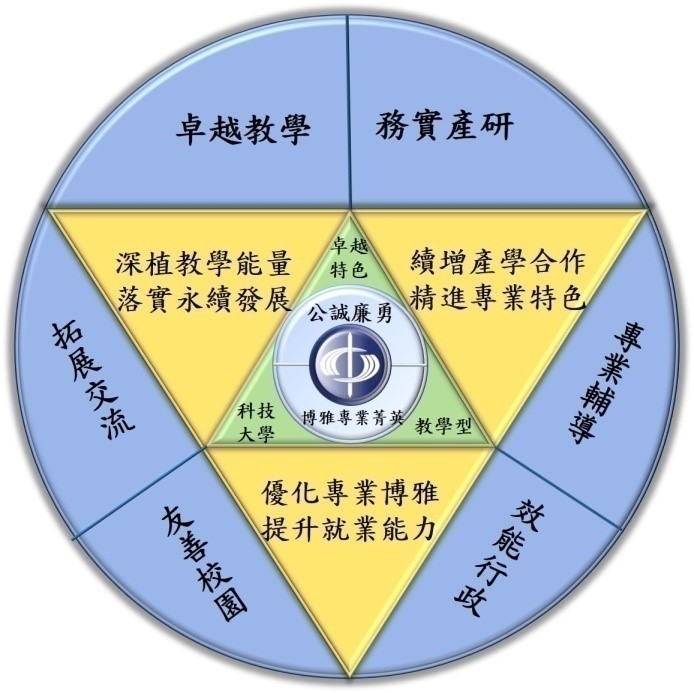 卓越教學
務實產研
卓越
特色
深植教學能量
落實永續發展
續增產學合作
精進專業特色
公誠廉勇
拓展交流
專業輔導
科技
大學
博雅專業菁英
教學型
優化專業博雅
提升就業能力
友善校園
效能行政